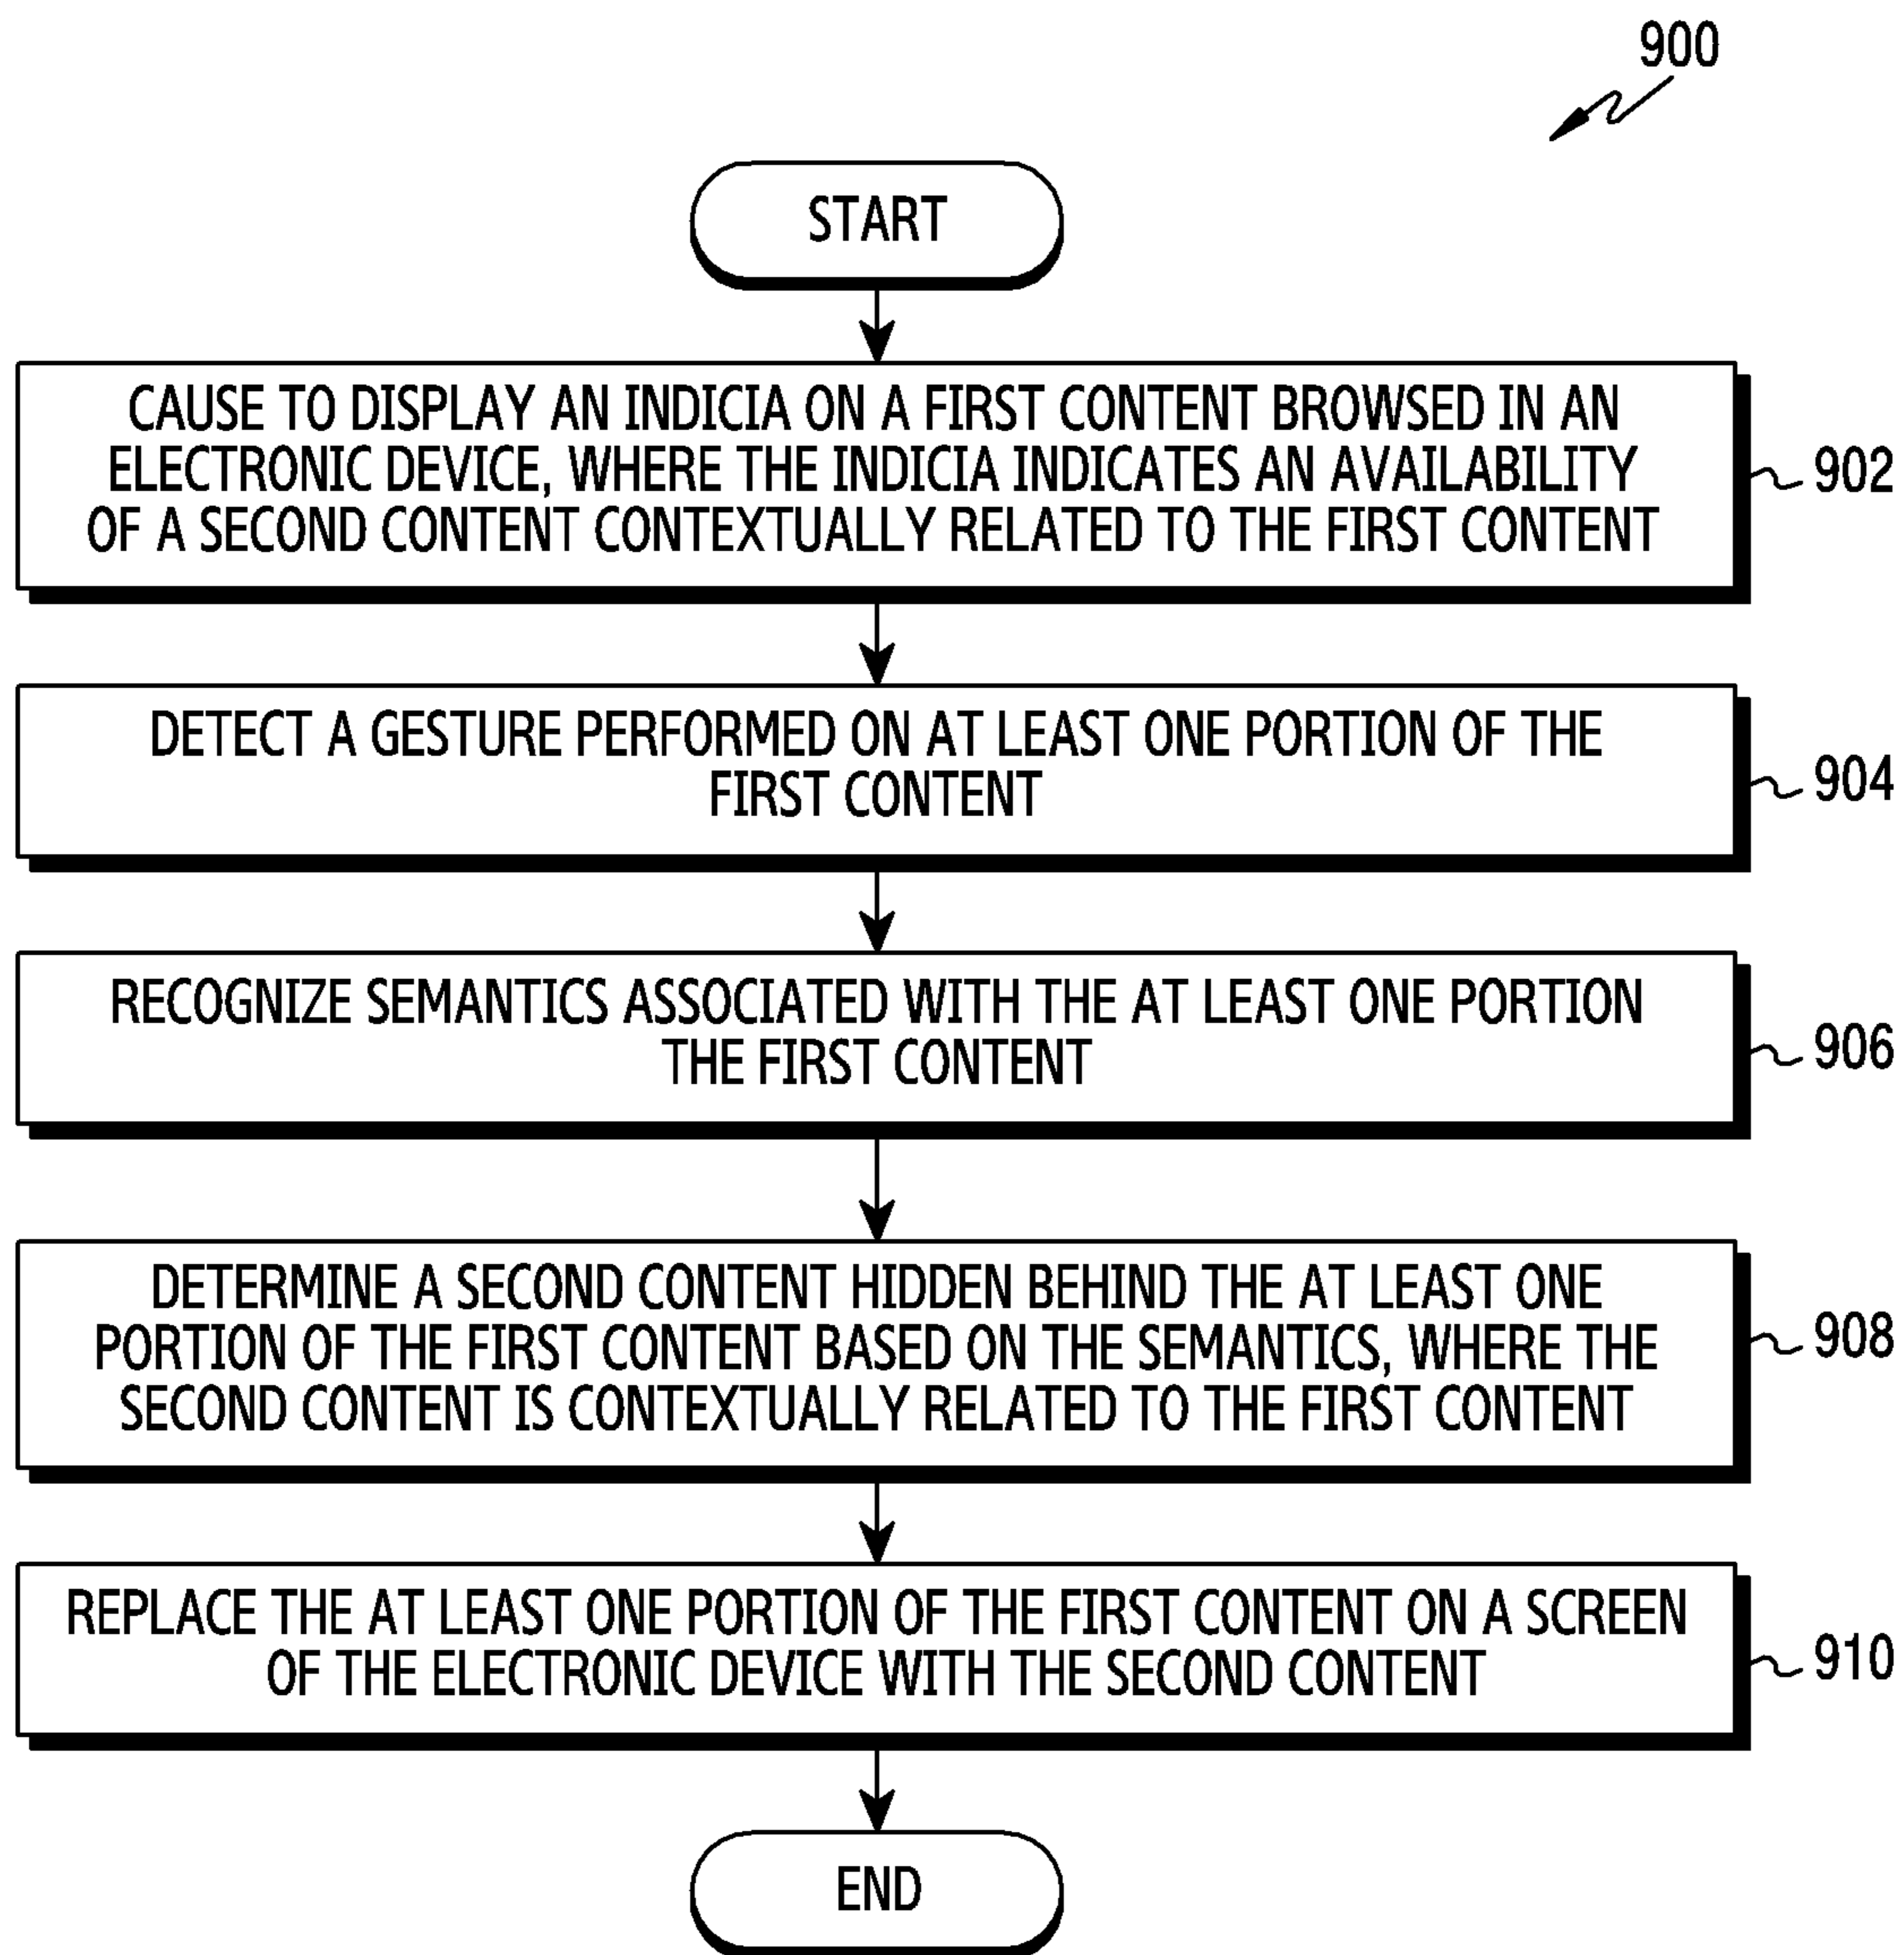 900
START
CAUSE TO DISPLAY AN INDICIA ON A FIRST CONTENT BROWSED IN AN
ELECTRONIC DEVICE, WHERE THE INDICIA INDICATES AN AVAILABILITY
OF A SECOND CONTENT CONTEXTUALLY RELATED TO THE FIRST CONTENT
902
DETECT A GESTURE PERFORMED ON AT LEAST ONE PORTION OF THE
FIRST CONTENT
904
RECOGNIZE SEMANTICS ASSOCIATED WITH THE AT LEAST ONE PORTION
THE FIRST CONTENT
906
DETERMINE A SECOND CONTENT HIDDEN BEHIND THE AT LEAST ONE
PORTION OF THE FIRST CONTENT BASED ON THE SEMANTICS, WHERE THE
SECOND CONTENT IS CONTEXTUALLY RELATED TO THE FIRST CONTENT
908
REPLACE THE AT LEAST ONE PORTION OF THE FIRST CONTENT ON A SCREEN
OF THE ELECTRONIC DEVICE WITH THE SECOND CONTENT
910
END